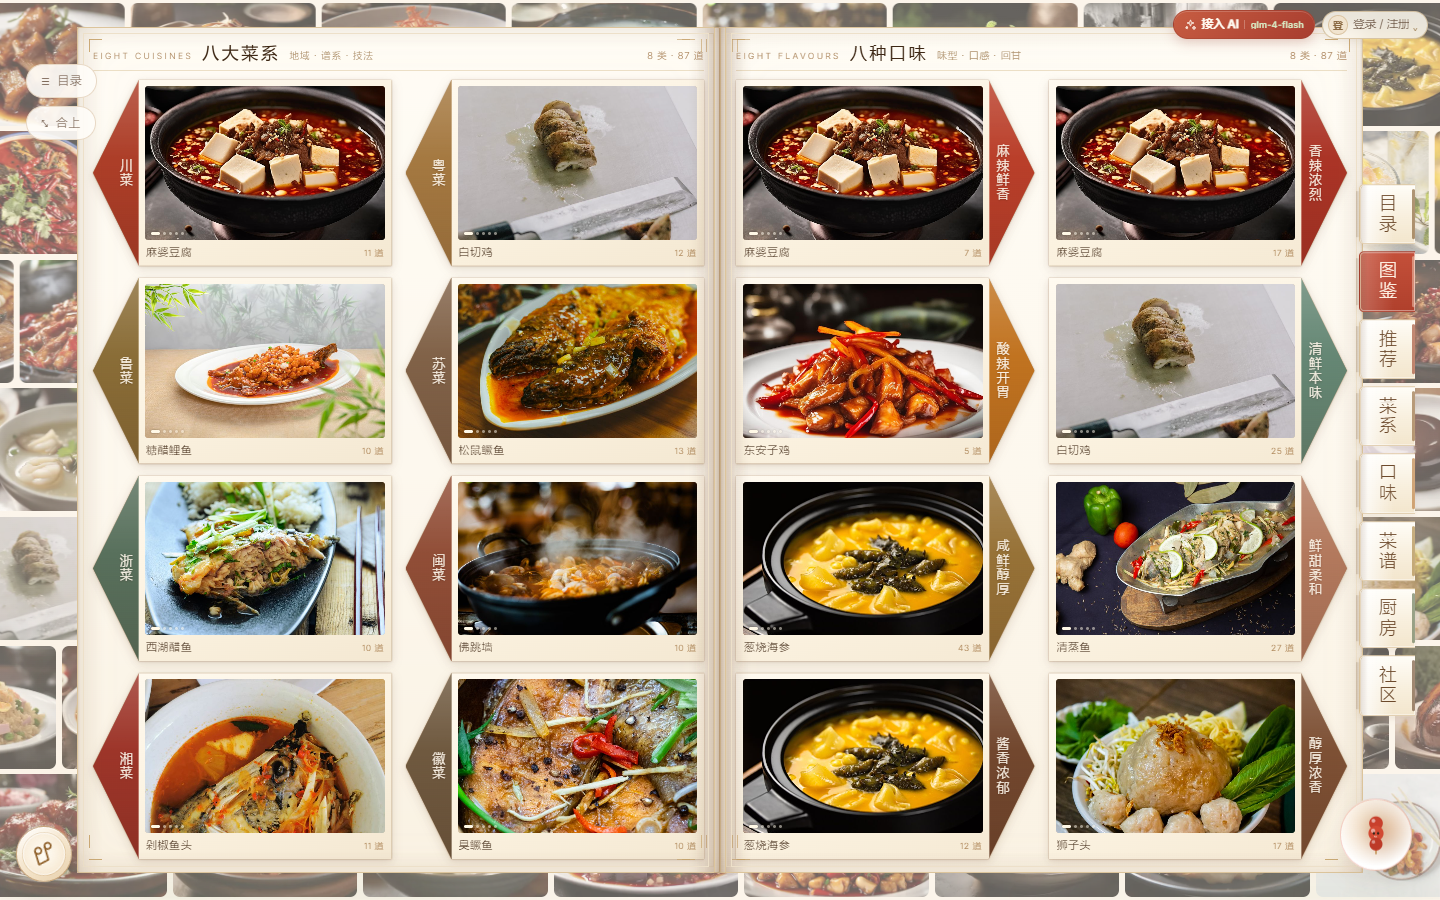 接入 AI glm-4-flash
登 登录 / 注册
目录
合上
EIGHT CUISINES 八大菜系 地域 · 谱系 · 技法 8 类 · 87 道
川菜
麻婆豆腐 11 道
粤菜
白切鸡 12 道
鲁菜
糖醋鲤鱼 10 道
苏菜
松鼠鳜鱼 13 道
浙菜
西湖醋鱼 10 道
闽菜
佛跳墙 10 道
湘菜
剁椒鱼头 11 道
徽菜
臭鳜鱼 10 道
EIGHT FLAVOURS 八种口味 味型 · 口感 · 回甘 8 类 · 87 道
麻辣鲜香
麻婆豆腐 7 道
香辣浓烈
麻婆豆腐 17 道
酸辣开胃
东安子鸡 5 道
清鲜本味
白切鸡 25 道
咸鲜醇厚
葱烧海参 43 道
鲜甜柔和
清蒸鱼 27 道
酱香浓郁
葱烧海参 12 道
醇厚浓香
狮子头 17 道
目录
图鉴
推荐
菜系
口味
菜谱
厨房
社区